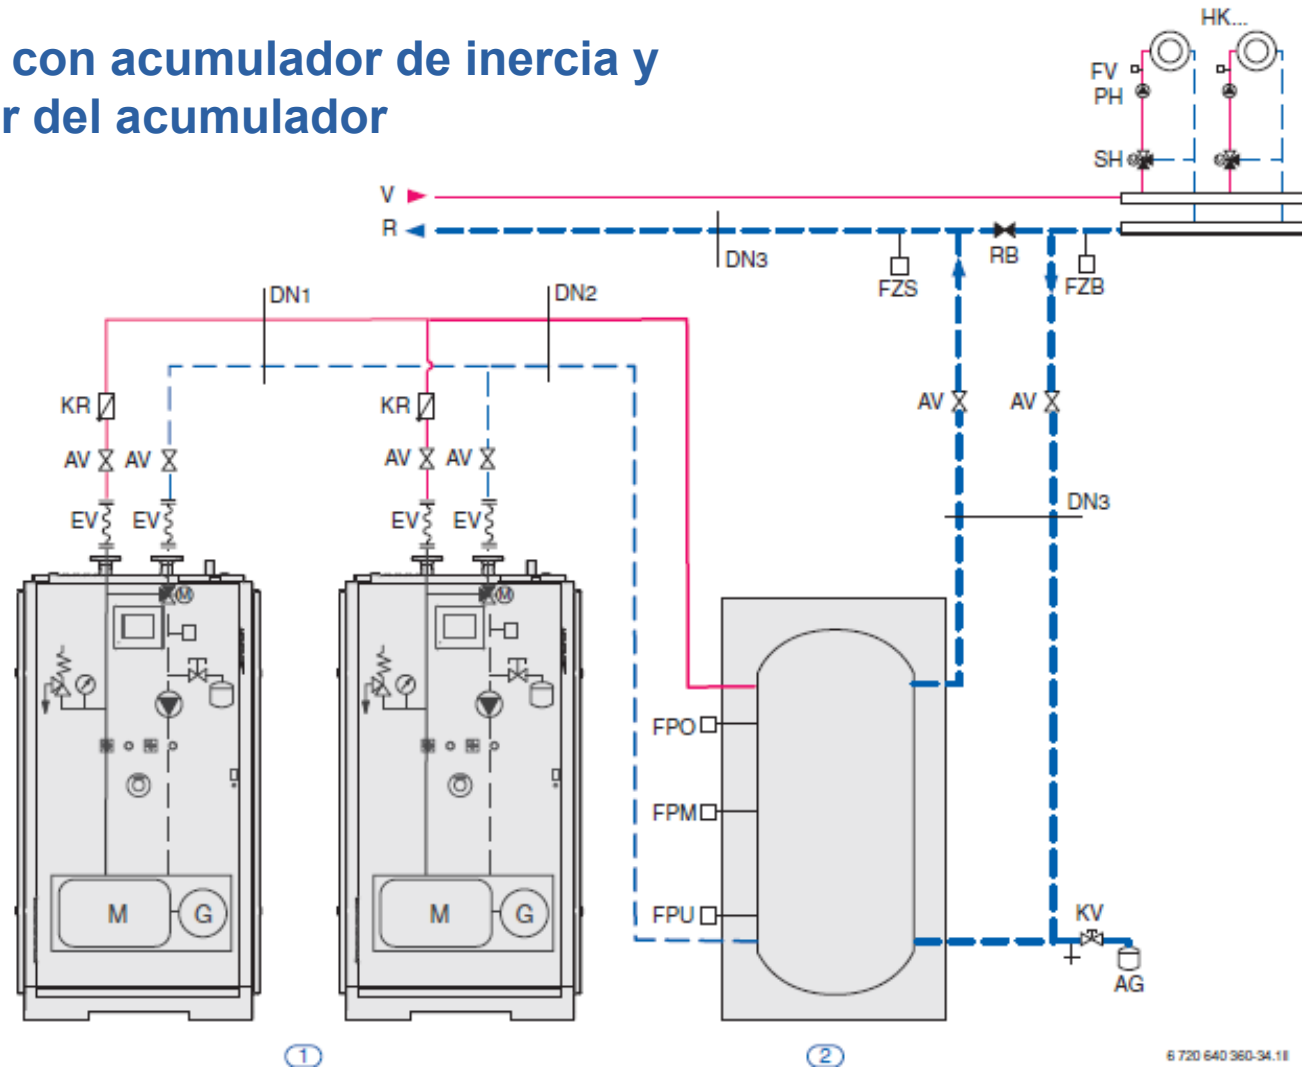 con acumulador de inercia y
r del acumulador
HK...
FV
PH
SH
V
R
DN3
FZS
RB
FZB
DN1
DN2
KR
KR
AV
AV
AV
AV
AV
AV
EV
EV
EV
EV
DN3
M
M
FPO
FPM
FPU
M
G
M
G
KV
AG
1
2
6 720 640 360-34.1il